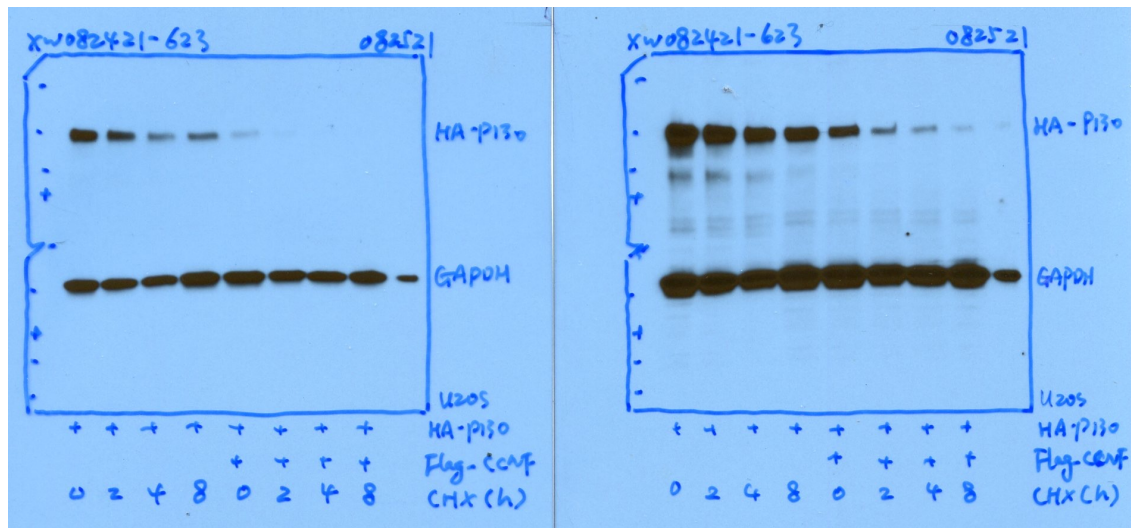 XW082421-623 082521
HA-P130
GAPDH
U2OS
+ + + + + + + + HA-P130
+ + + + Flag-CCNF
0 2 4 8 0 2 4 8 CHX(h)
XW082421-623 082521
HA-P130
GAPDH
U2OS
+ + + + + + + + HA-P130
+ + + + Flag-CCNF
0 2 4 8 0 2 4 8 CHX(h)